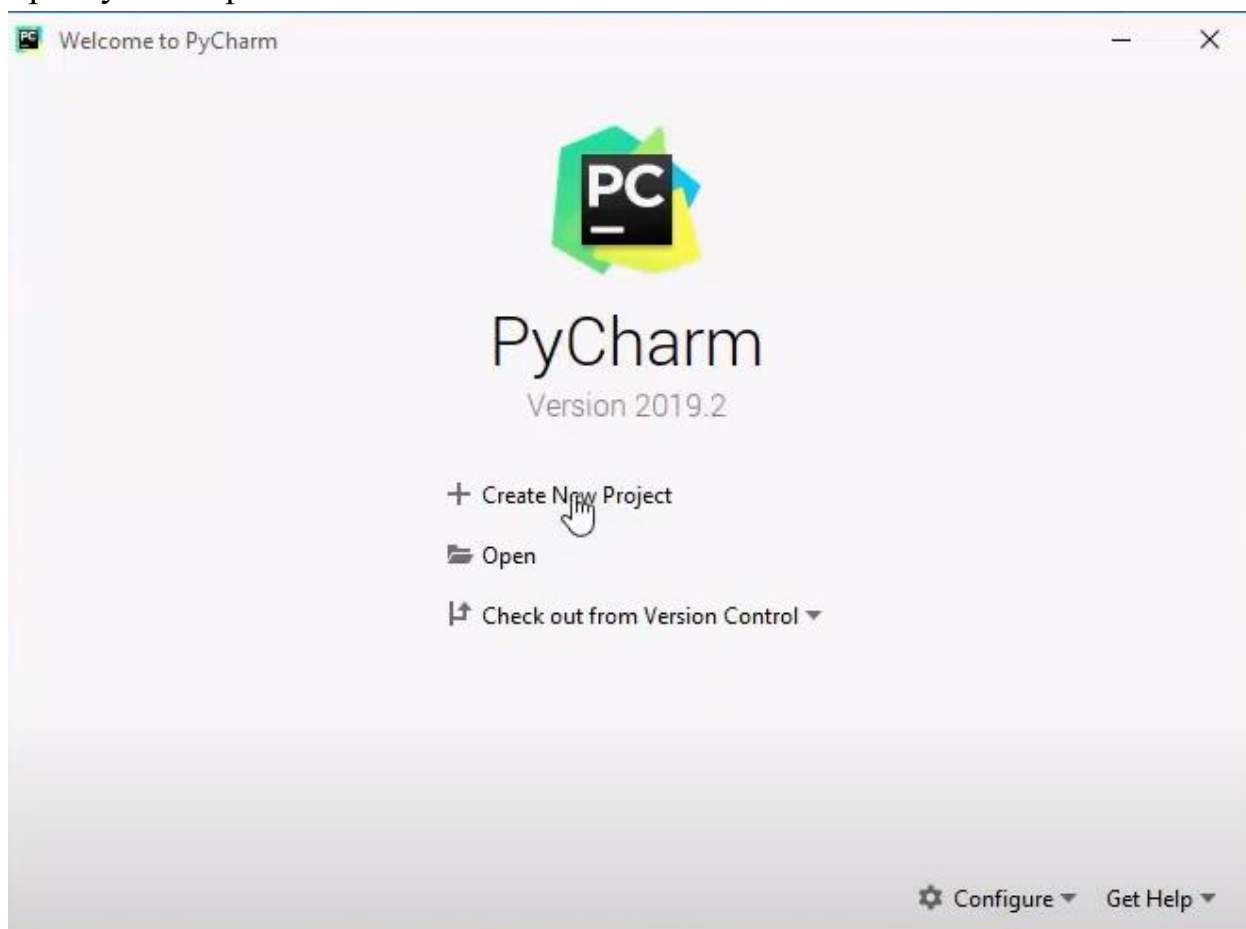 Welcome to PyCharm
PC
PyCharm
Version 2019.2
Create New Project
Open
Check out from Version Control
Configure
Get Help